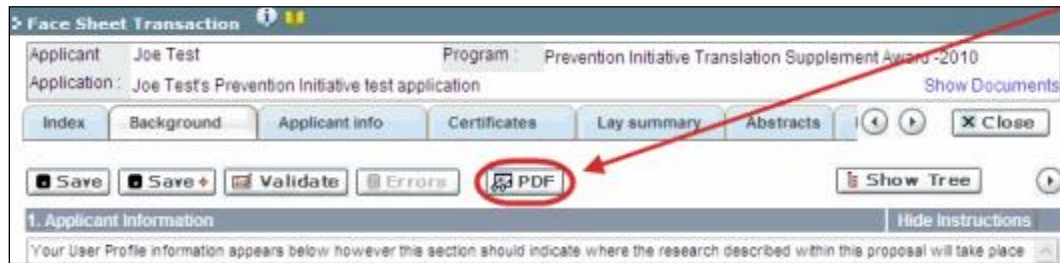 Face Sheet Transaction
Applicant Joe Test Program : Prevention Initiative Translation Supplement Award -2010
Application : Joe Test's Prevention Initiative test application Show Documents
Index Background Applicant info Certificates Lay summary Abstracts X Close
Save Save+ Validate Errors PDF Show Tree
1. Applicant Information Hide Instructions
Your User Profile information appears below however this section should indicate where the research described within this proposal will take place